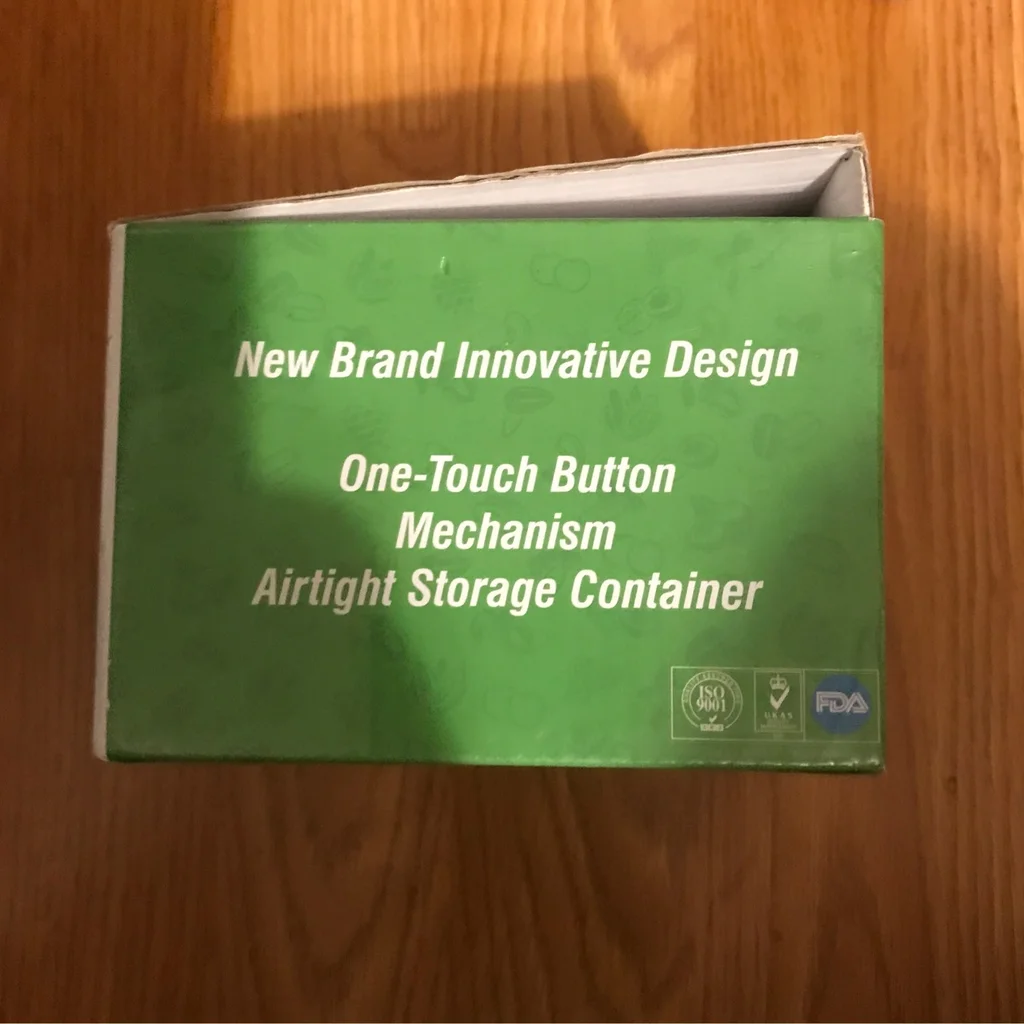 New Brand Innovative Design
One-Touch Button
Mechanism
Airtight Storage Container
ISO
9001
UKAS
FDA